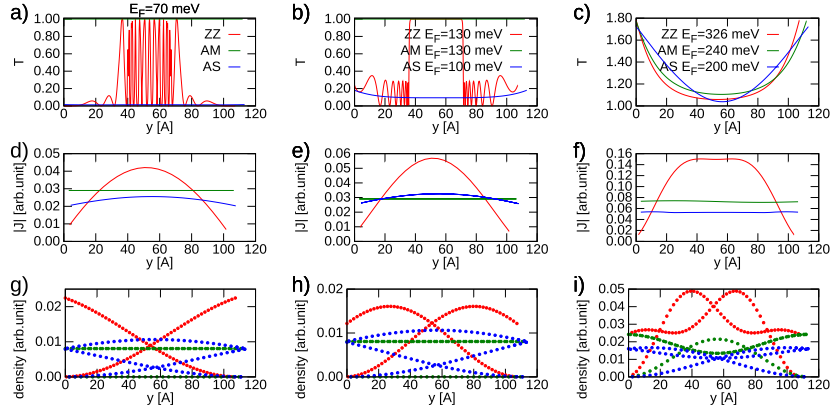 a)
E_F=70 meV
T
1.00
0.80
0.60
0.40
0.20
0.00
ZZ
AM
AS
0 20 40 60 80 100 120
y [A]
b)
T
1.00
0.80
0.60
0.40
0.20
0.00
ZZ E_F=130 meV
AM E_F=130 meV
AS E_F=100 meV
0 20 40 60 80 100 120
y [A]
c)
T
1.80
1.60
1.40
1.20
1.00
ZZ E_F=326 meV
AM E_F=240 meV
AS E_F=200 meV
0 20 40 60 80 100 120
y [A]
d)
|J| [arb.unit]
0.05
0.04
0.03
0.02
0.01
0.00
0 20 40 60 80 100 120
y [A]
e)
|J| [arb.unit]
0.06
0.05
0.04
0.03
0.02
0.01
0.00
0 20 40 60 80 100 120
y [A]
f)
|J| [arb.unit]
0.16
0.14
0.12
0.10
0.08
0.06
0.04
0.02
0.00
0 20 40 60 80 100 120
y [A]
g)
density [arb.unit]
0.02
0.01
0.00
0 20 40 60 80 100 120
y [A]
h)
density [arb.unit]
0.02
0.01
0.00
0 20 40 60 80 100 120
y [A]
i)
density [arb.unit]
0.05
0.04
0.03
0.02
0.01
0.00
0 20 40 60 80 100 120
y [A]